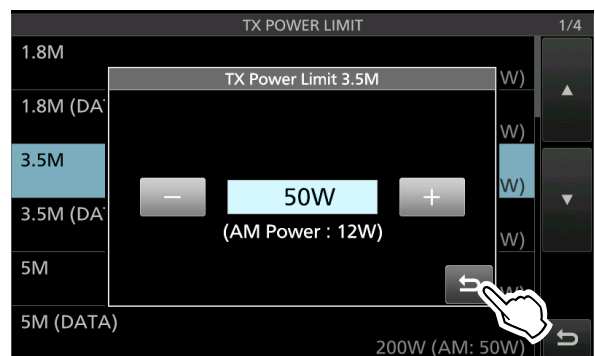 TX POWER LIMIT 1/4
1.8M
W)
1.8M (DA
W)
3.5M
W)
3.5M (DA
W)
5M
W)
5M (DATA)
200W (AM: 50W)
TX Power Limit 3.5M
− 50W +
(AM Power : 12W)